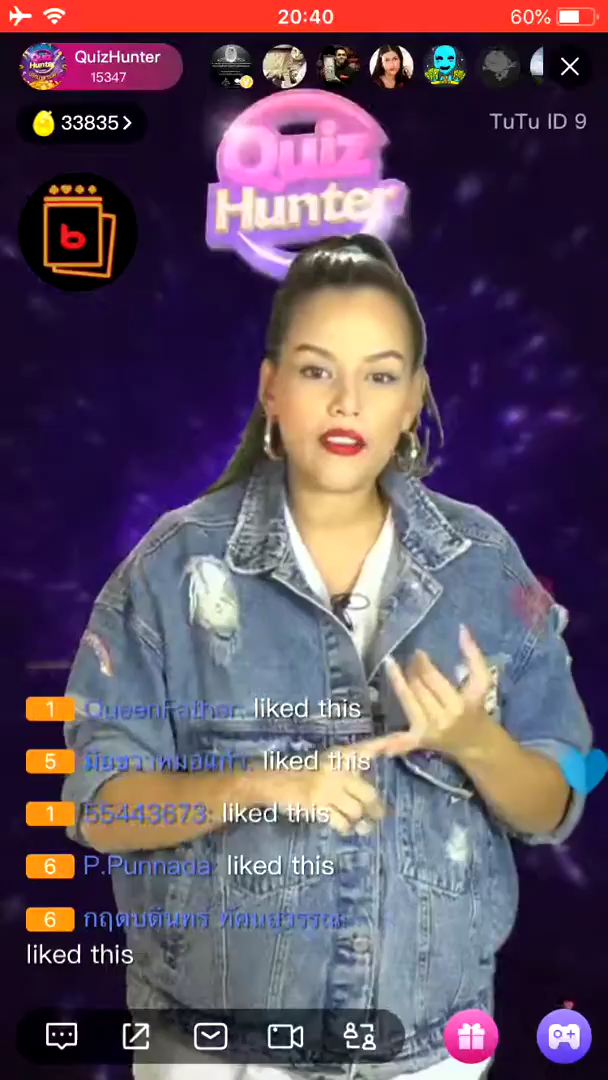 20:40
60%
QuizHunter
15347
33835
TuTu ID 9
Quiz
Hunter
1 QueenFather: liked this
5 liked this
1 55443673: liked this
6 P.Punnada: liked this
6
liked this